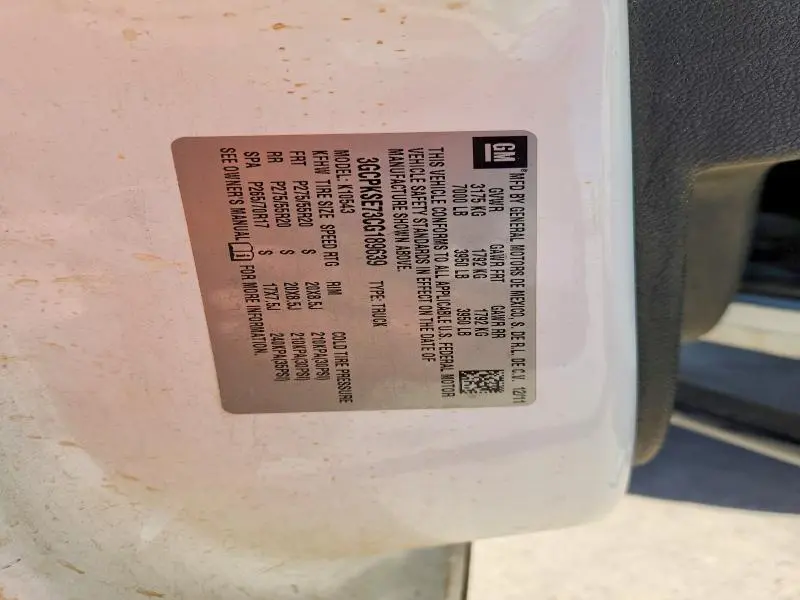 GM
®
MFD BY GENERAL MOTORS DE MEXICO, S. DE R.L. DE C.V. 12/11
GVWR GAWR FRT GAWR RR
3175 KG 1792 KG 1792 KG
7000 LB 3950 LB 3950 LB
THIS VEHICLE CONFORMS TO ALL APPLICABLE U.S. FEDERAL MOTOR
VEHICLE SAFETY STANDARDS IN EFFECT ON THE DATE OF
MANUFACTURE SHOWN ABOVE.
3GCPKSE73CG189639 TYPE: TRUCK
MODEL: K10543
KFHW TIRE SIZE SPEED RTG RIM COLD TIRE PRESSURE
FRT P275/55R20 S 20X8.5J 210KPA(30PSI)
RR P275/55R20 S 20X8.5J 210KPA(30PSI)
SPA P265/70R17 S 17X7.5J 240KPA(35PSI)
SEE OWNER'S MANUAL FOR MORE INFORMATION.